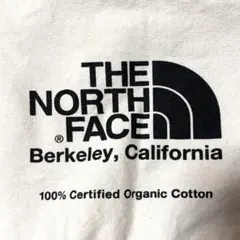 THE
NORTH
® FACE
Berkeley, California
100% Certified Organic Cotton